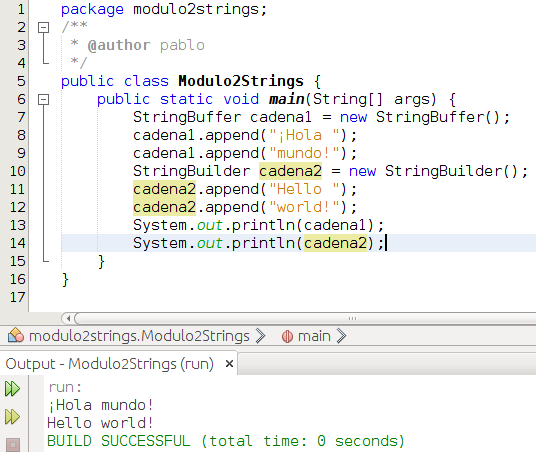 1 package modulo2strings;
2 /**
3 * @author pablo
4 */
5 public class Modulo2Strings {
6 public static void main(String[] args) {
7 StringBuffer cadena1 = new StringBuffer();
8 cadena1.append("¡Hola ");
9 cadena1.append("mundo!");
10 StringBuilder cadena2 = new StringBuilder();
11 cadena2.append("Hello ");
12 cadena2.append("world!");
13 System.out.println(cadena1);
14 System.out.println(cadena2);
15 }
16 }
17
modulo2strings.Modulo2Strings main
Output - Modulo2Strings (run) ×
run:
¡Hola mundo!
Hello world!
BUILD SUCCESSFUL (total time: 0 seconds)